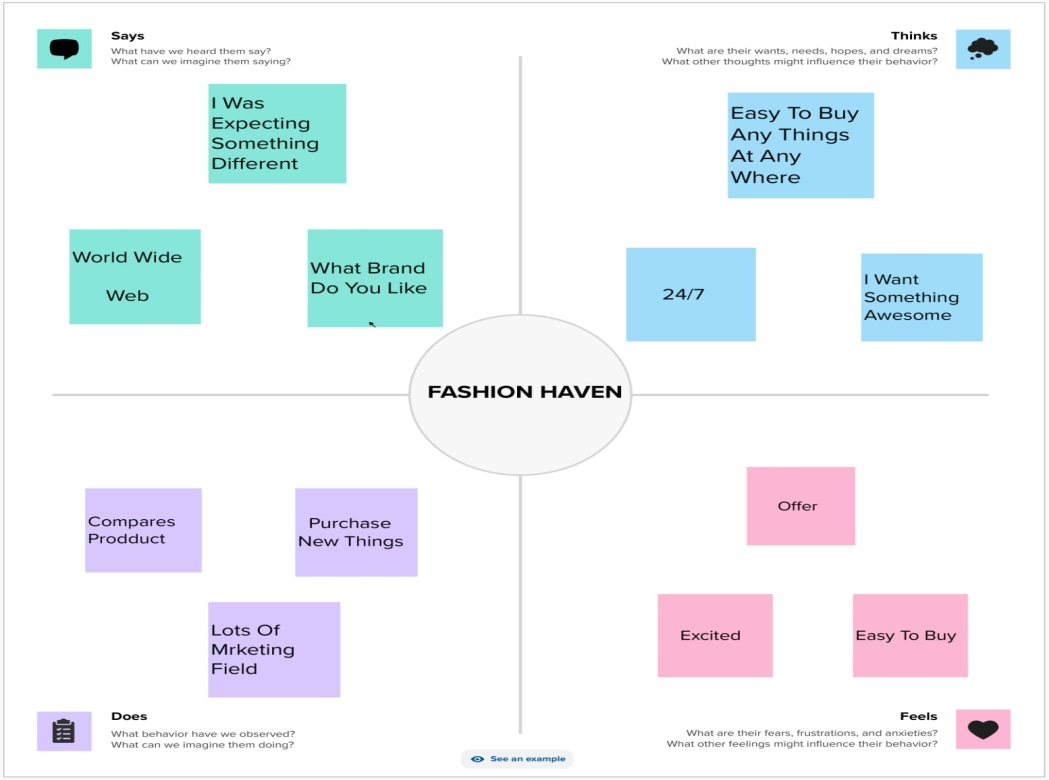 Says
What have we heard them say?
What can we imagine them saying?
I Was
Expecting
Something
Different
World Wide
Web
What Brand
Do You Like
Thinks
What are their wants, needs, hopes, and dreams?
What other thoughts might influence their behavior?
Easy To Buy
Any Things
At Any
Where
24/7
I Want
Something
Awesome
FASHION HAVEN
Compares
Prodduct
Purchase
New Things
Lots Of
Mrketing
Field
Does
What behavior have we observed?
What can we imagine them doing?
Offer
Excited
Easy To Buy
Feels
What are their fears, frustrations, and anxieties?
What other feelings might influence their behavior?
See an example